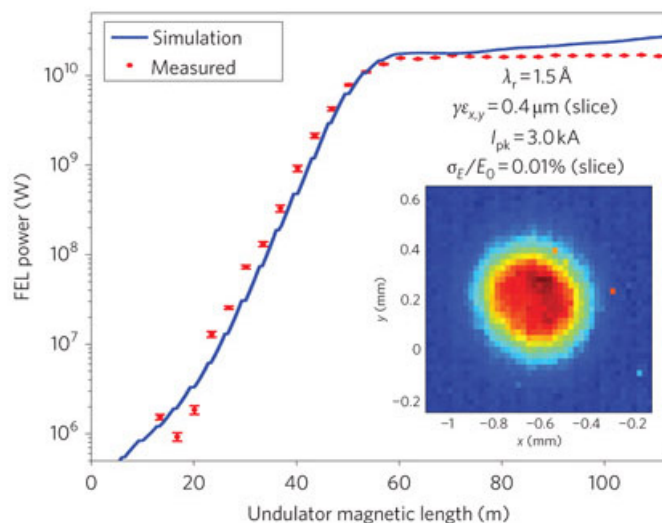 Simulation
Measured
λr = 1.5 Å
γεx,y = 0.4 μm (slice)
Ipk = 3.0 kA
σE/E0 = 0.01% (slice)
FEL power (W)
10¹⁰
10⁹
10⁸
10⁷
10⁶
0 20 40 60 80 100
Undulator magnetic length (m)
y (mm)
0.6
0.4
0.2
0
−0.2
−1 −0.8 −0.6 −0.4 −0.2
x (mm)